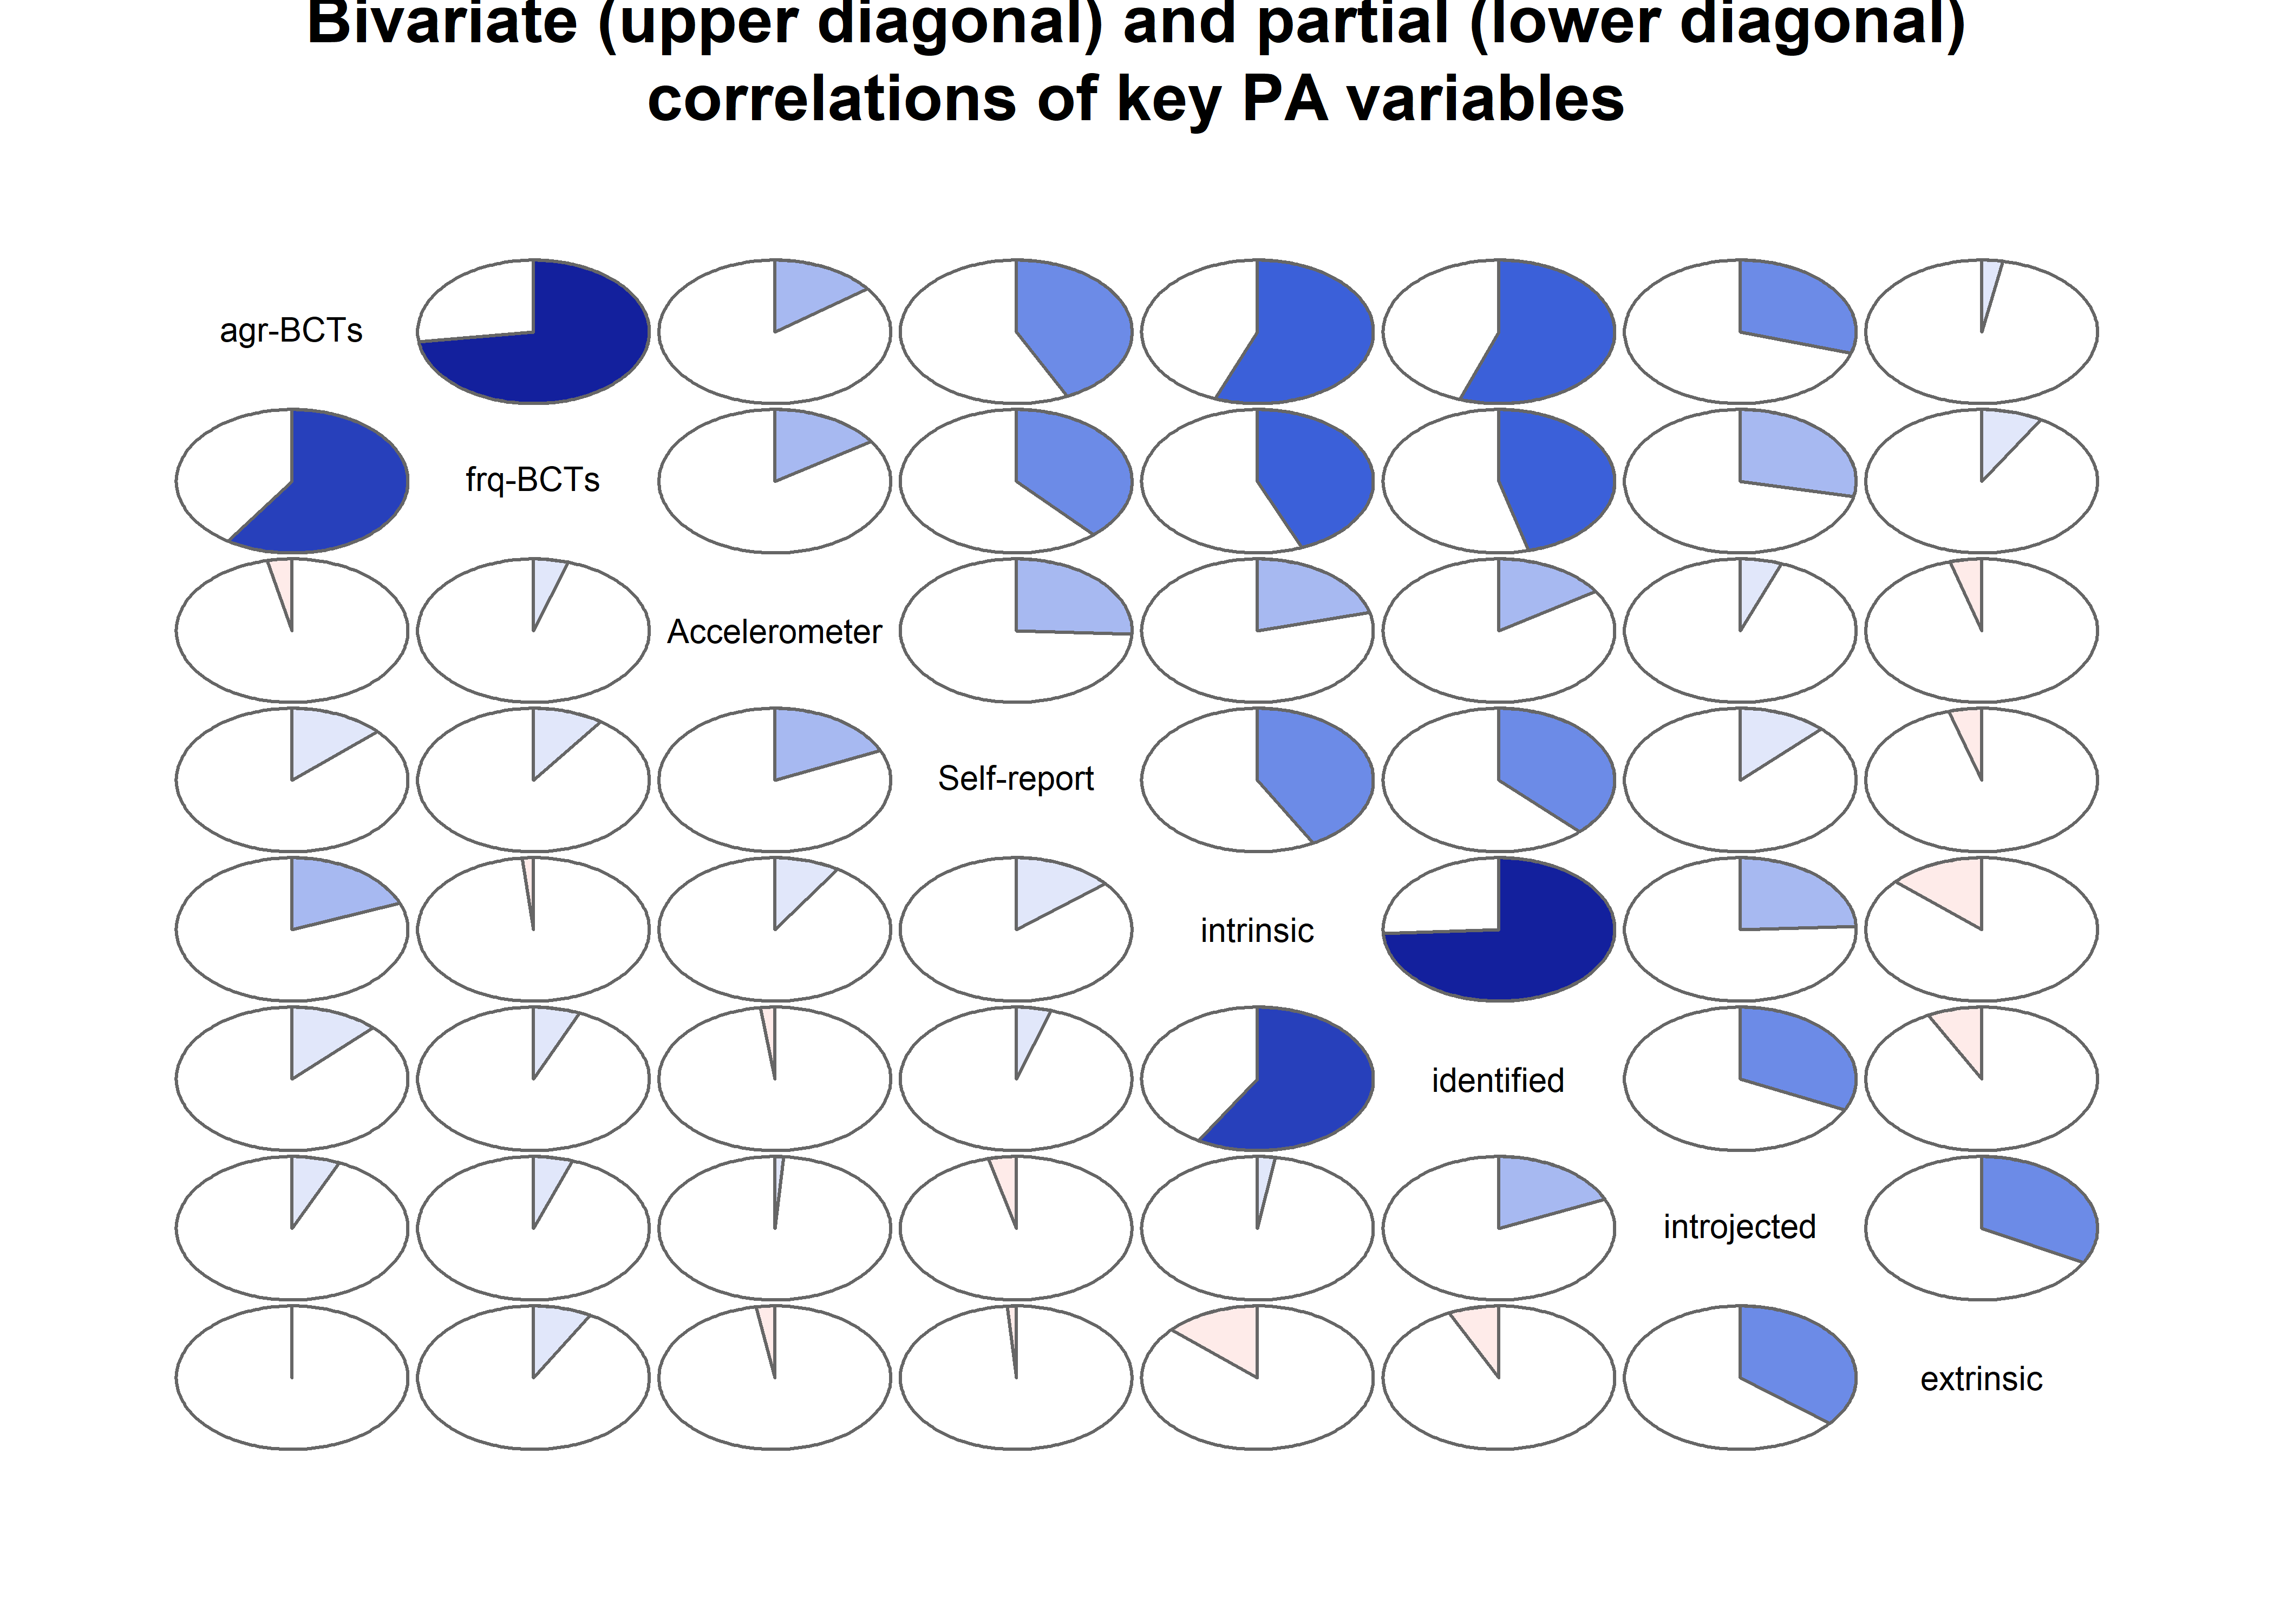 Bivariate (upper diagonal) and partial (lower diagonal)
correlations of key PA variables
agr-BCTs
frq-BCTs
Accelerometer
Self-report
intrinsic
identified
introjected
extrinsic